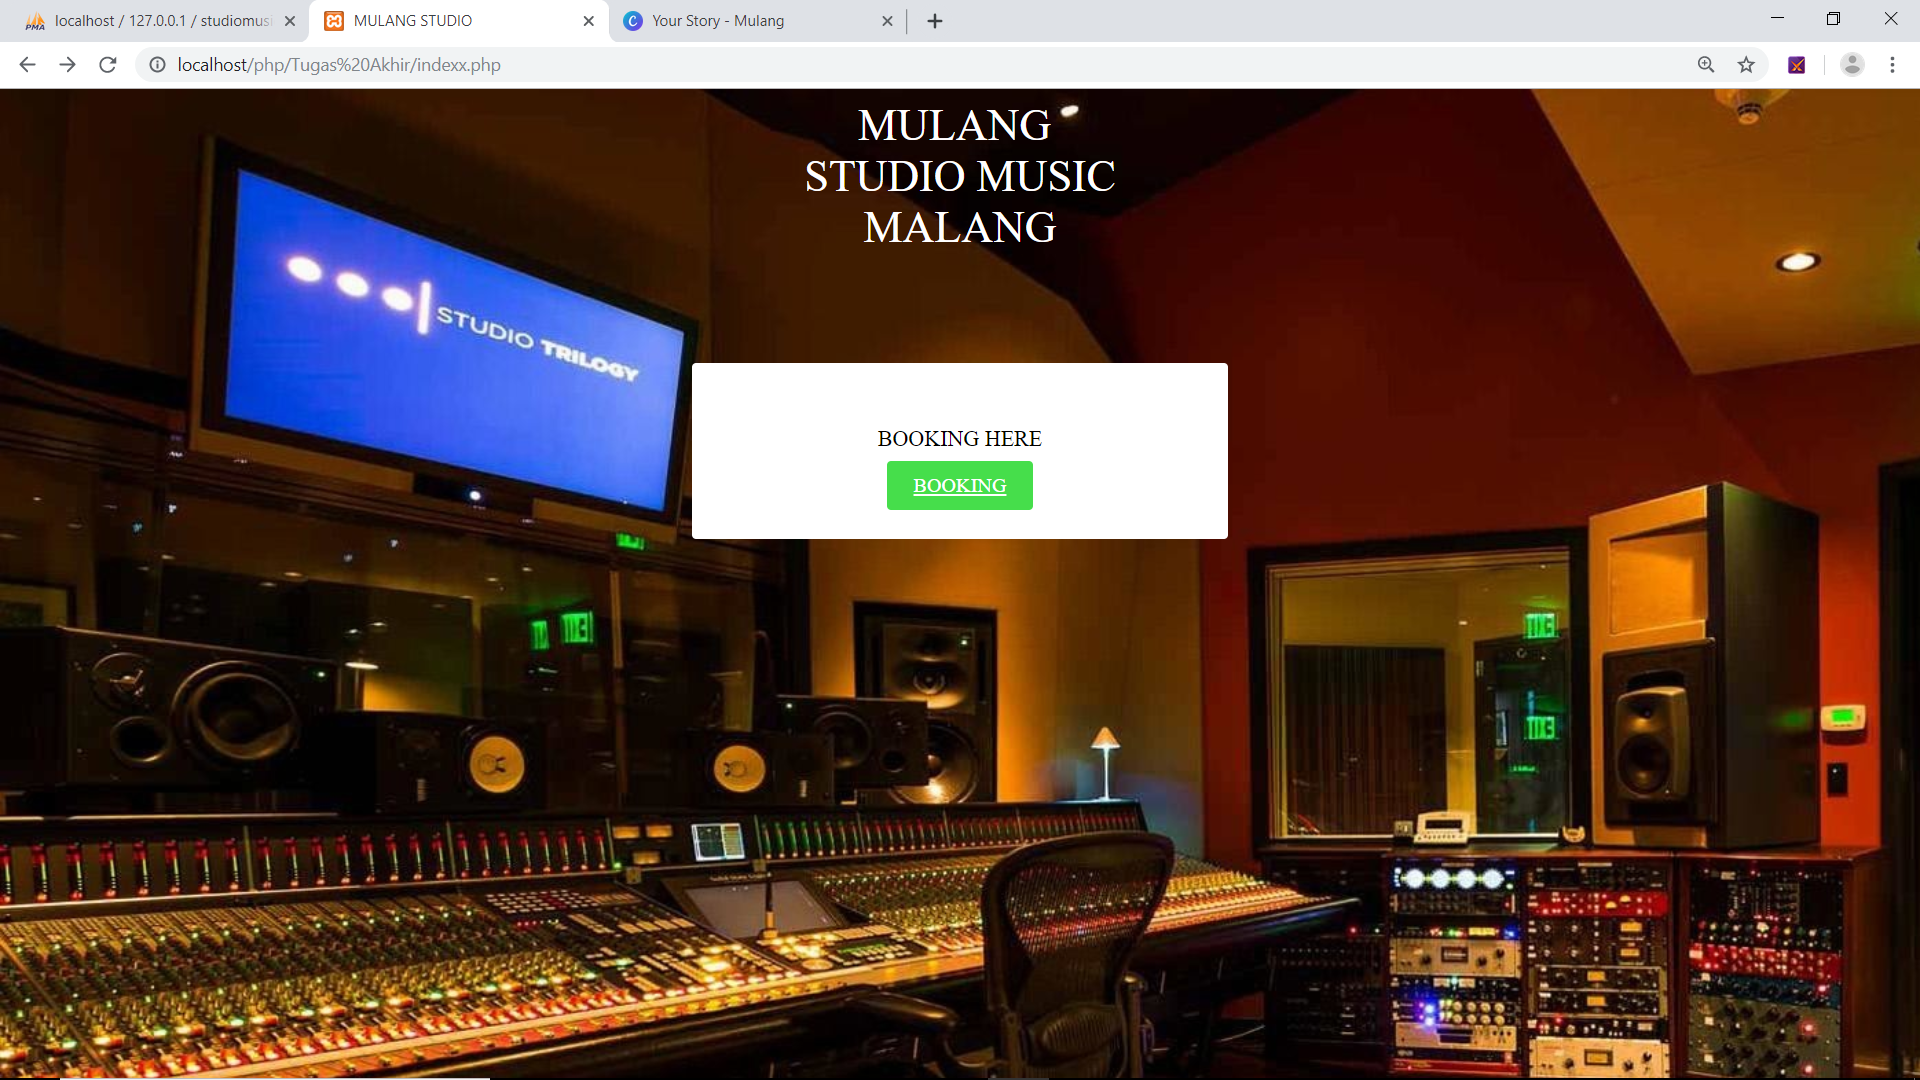 localhost / 127.0.0.1 / studiomusi
MULANG STUDIO
Your Story - Mulang
localhost/php/Tugas%20Akhir/indexx.php
MULANG
STUDIO MUSIC
MALANG
STUDIO TRILOGY
BOOKING HERE
BOOKING